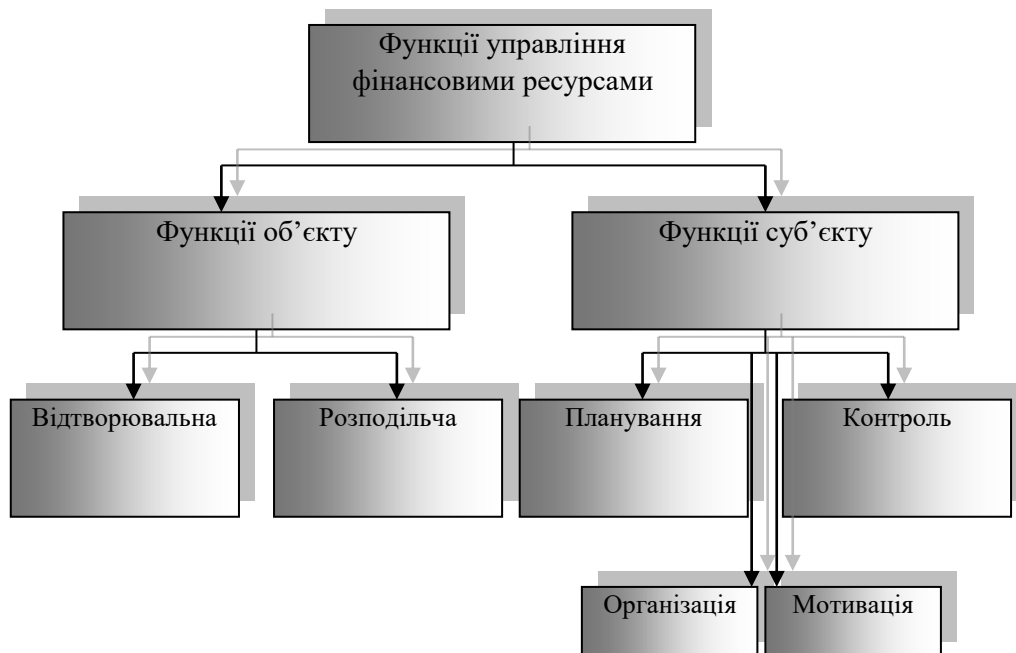 Функції управління
фінансовими ресурсами
Функції об’єкту
Функції суб’єкту
Відтворювальна
Розподільча
Планування
Контроль
Організація
Мотивація